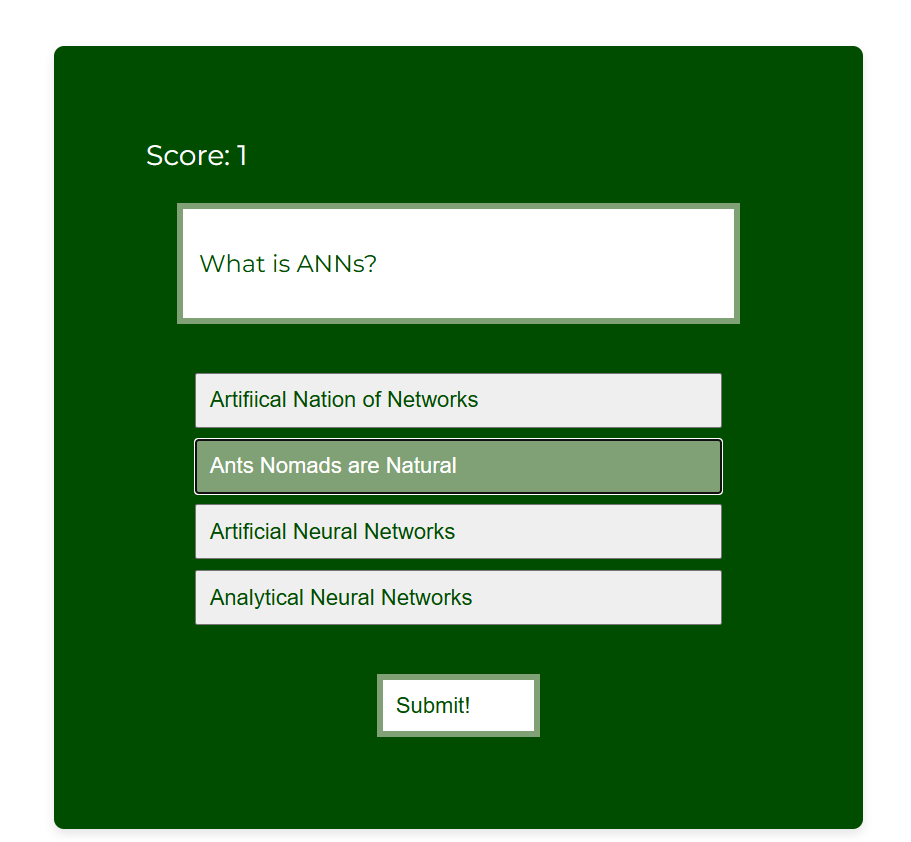 Score: 1
What is ANNs?
Artifiical Nation of Networks
Ants Nomads are Natural
Artificial Neural Networks
Analytical Neural Networks
Submit!